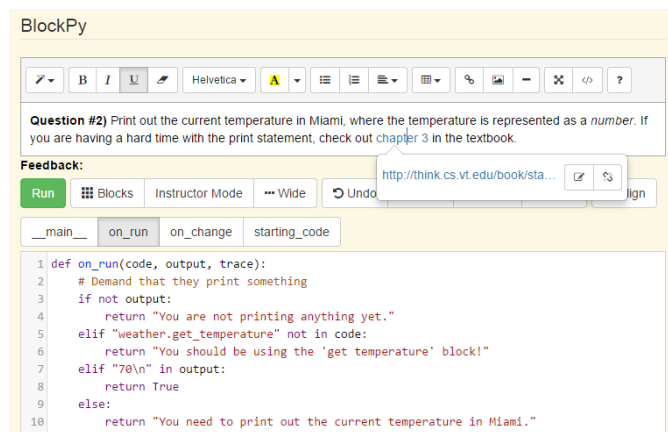 BlockPy
B I U Helvetica A </> ?
Question #2) Print out the current temperature in Miami, where the temperature is represented as a number. If
you are having a hard time with the print statement, check out chapter 3 in the textbook.
Feedback:
http://think.cs.vt.edu/book/sta...
Run Blocks Instructor Mode Wide Undo lign
__main__ on_run on_change starting_code
1 def on_run(code, output, trace):
2 # Demand that they print something
3 if not output:
4 return "You are not printing anything yet."
5 elif "weather.get_temperature" not in code:
6 return "You should be using the 'get temperature' block!"
7 elif "70\n" in output:
8 return True
9 else:
10 return "You need to print out the current temperature in Miami."